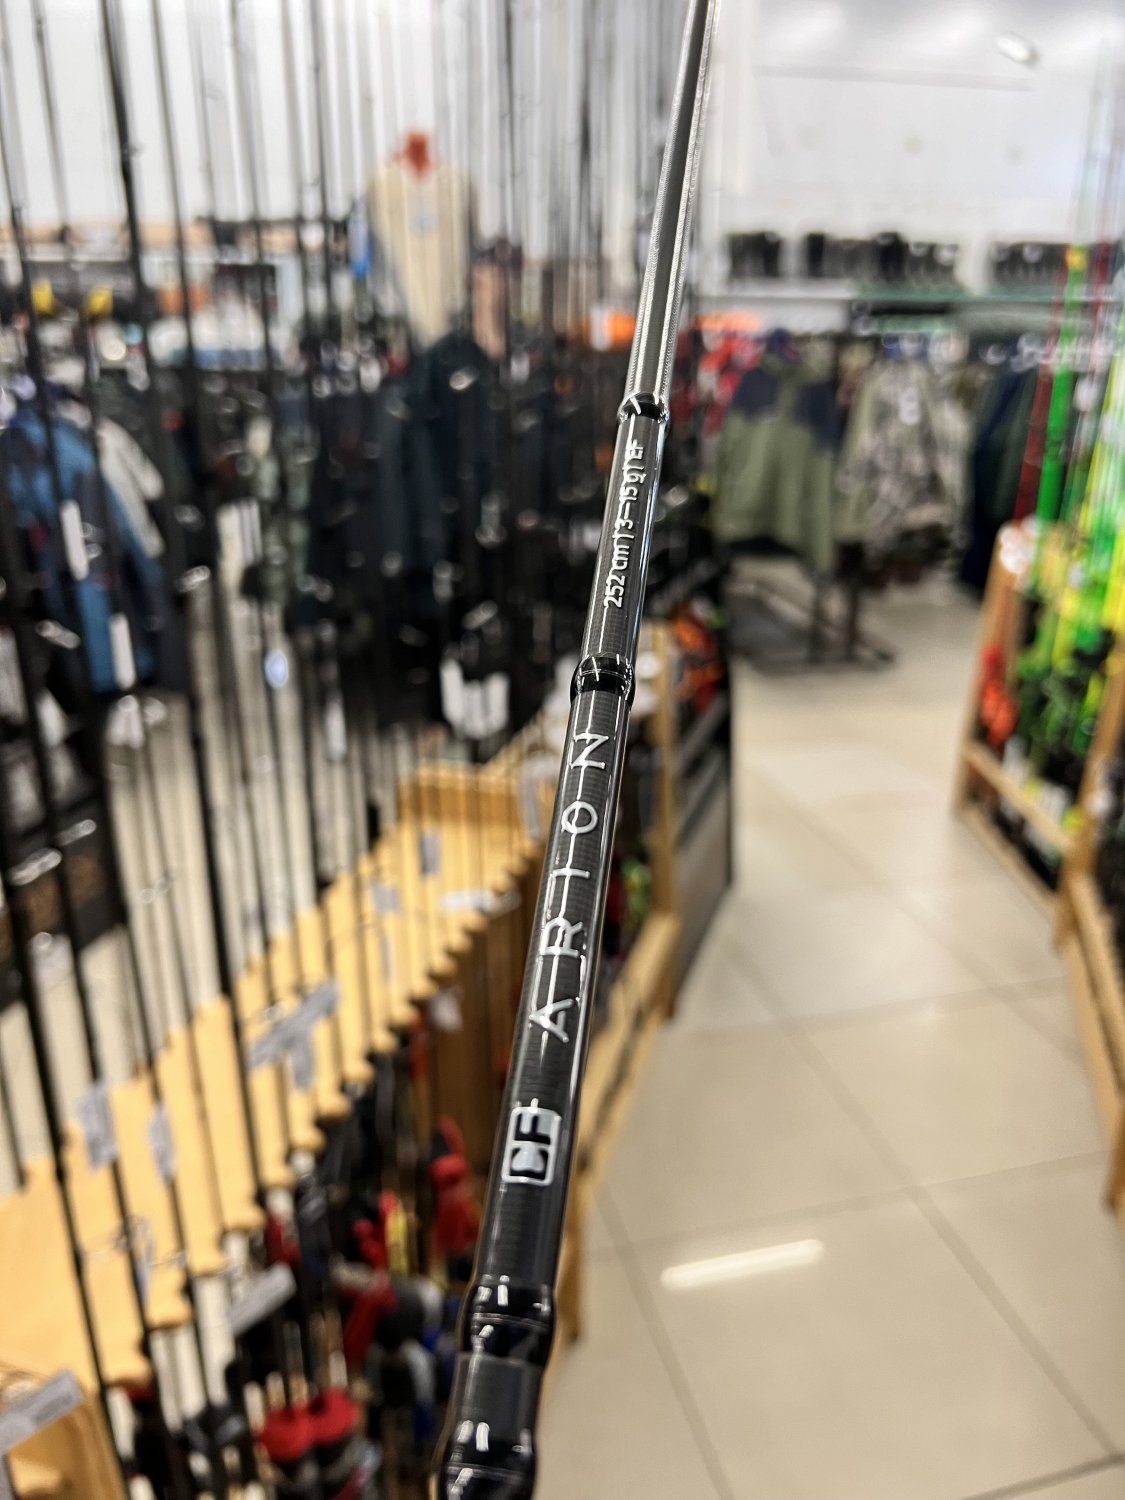 CF
ARION
252cm | 3-15g | EF